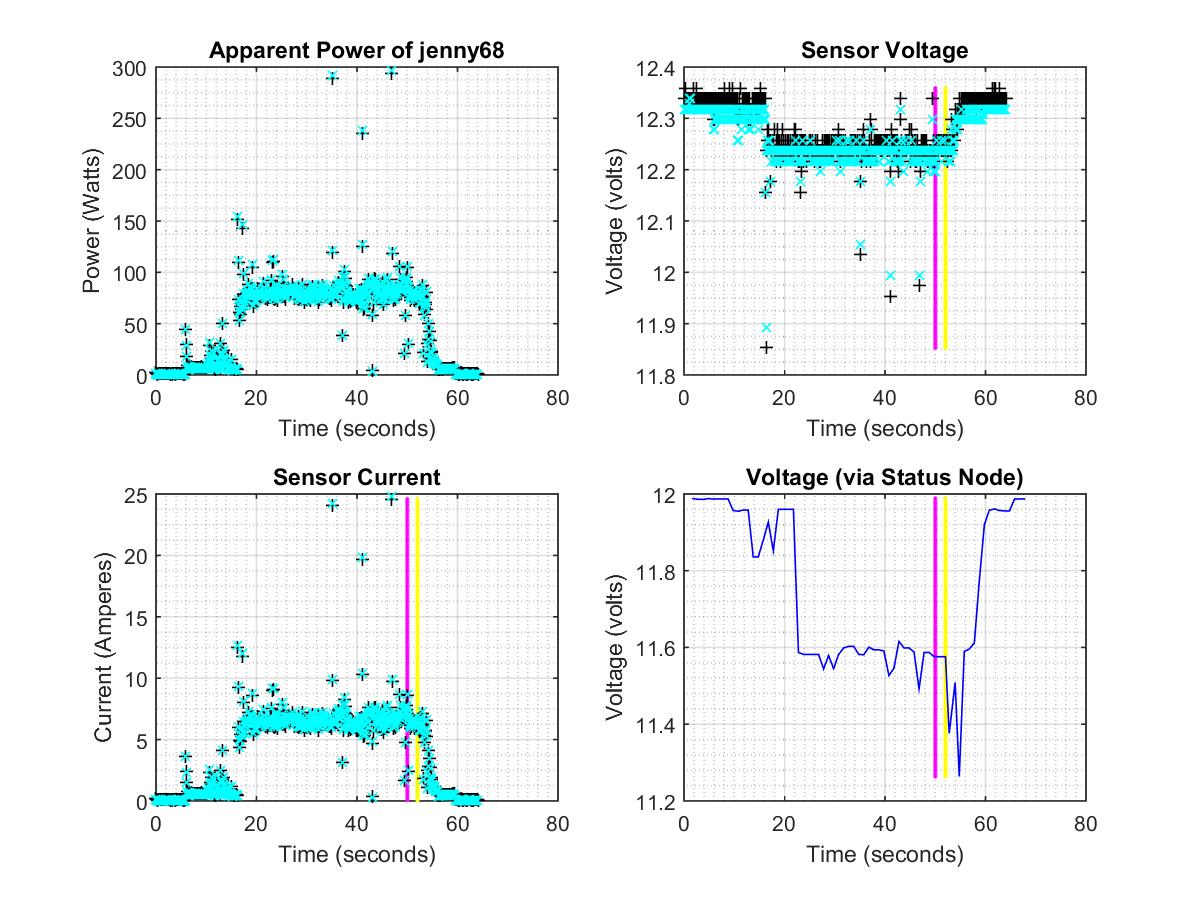 Apparent Power of jenny68
300
250
200
150
100
50
0
Power (Watts)
0 20 40 60 80
Time (seconds)
Sensor Voltage
12.4
12.3
12.2
12.1
12
11.9
11.8
Voltage (volts)
0 20 40 60 80
Time (seconds)
Sensor Current
25
20
15
10
5
0
Current (Amperes)
0 20 40 60 80
Time (seconds)
Voltage (via Status Node)
12
11.8
11.6
11.4
11.2
Voltage (volts)
0 20 40 60 80
Time (seconds)